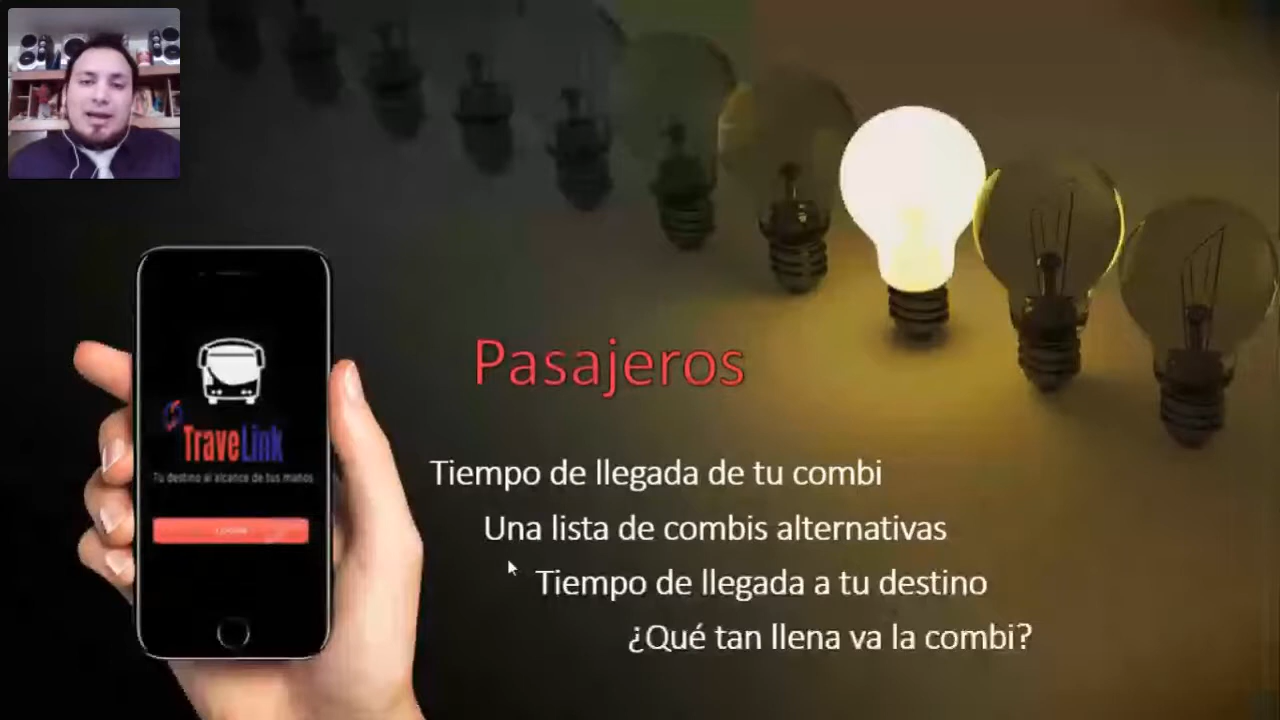 Pasajeros
TraveLink
Tu destino al alcance de tus manos
Tiempo de llegada de tu combi
Una lista de combis alternativas
Tiempo de llegada a tu destino
¿Qué tan llena va la combi?